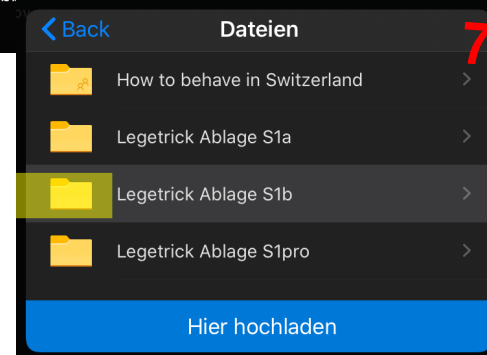 Back
Dateien
7
How to behave in Switzerland
Legetrick Ablage S1a
Legetrick Ablage S1b
Legetrick Ablage S1pro
Hier hochladen